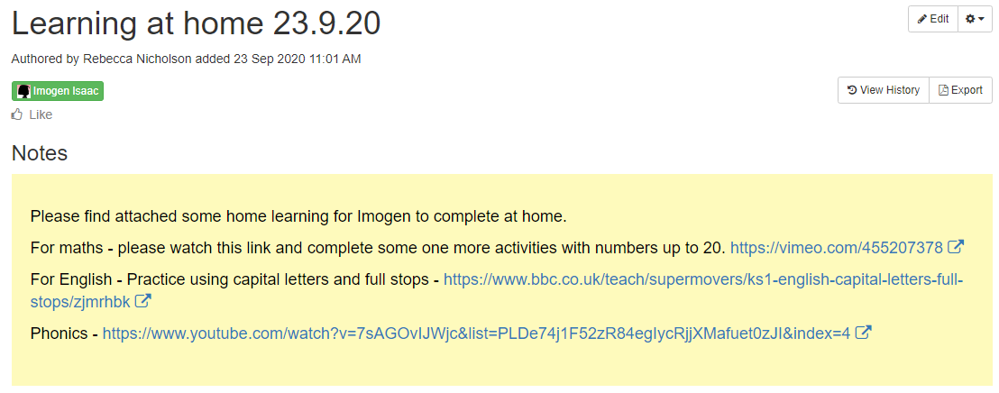 Learning at home 23.9.20
Edit
Authored by Rebecca Nicholson added 23 Sep 2020 11:01 AM
Imogen Isaac
View History
Export
Like
Notes
Please find attached some home learning for Imogen to complete at home.
For maths - please watch this link and complete some one more activities with numbers up to 20. https://vimeo.com/455207378
For English - Practice using capital letters and full stops - https://www.bbc.co.uk/teach/supermovers/ks1-english-capital-letters-full-
stops/zjmrhbk
Phonics - https://www.youtube.com/watch?v=7sAGOvIJWjc&list=PLDe74j1F52zR84egIycRjjXMafuet0zJI&index=4